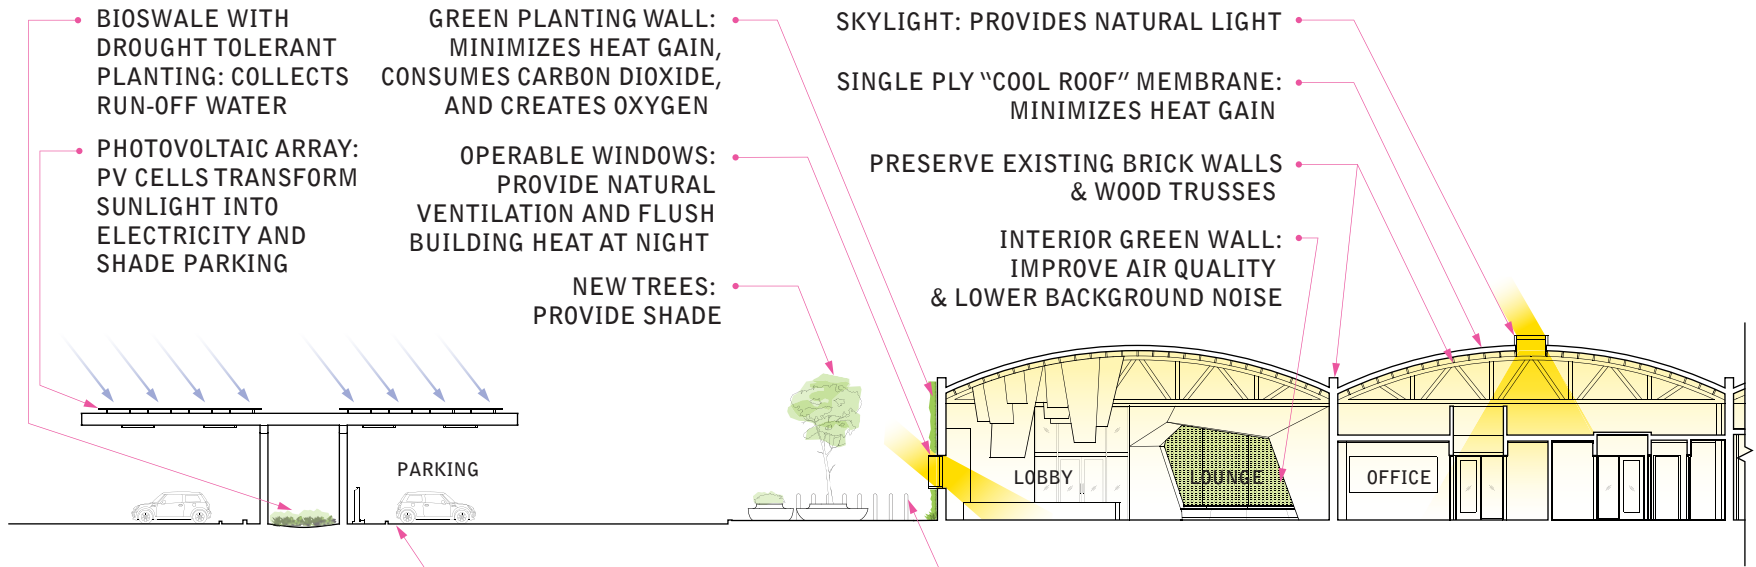 BIOSWALE WITH
DROUGHT TOLERANT
PLANTING: COLLECTS
RUN-OFF WATER
PHOTOVOLTAIC ARRAY:
PV CELLS TRANSFORM
SUNLIGHT INTO
ELECTRICITY AND
SHADE PARKING
GREEN PLANTING WALL:
MINIMIZES HEAT GAIN,
CONSUMES CARBON DIOXIDE,
AND CREATES OXYGEN
OPERABLE WINDOWS:
PROVIDE NATURAL
VENTILATION AND FLUSH
BUILDING HEAT AT NIGHT
NEW TREES:
PROVIDE SHADE
SKYLIGHT: PROVIDES NATURAL LIGHT
SINGLE PLY “COOL ROOF” MEMBRANE:
MINIMIZES HEAT GAIN
PRESERVE EXISTING BRICK WALLS
& WOOD TRUSSES
INTERIOR GREEN WALL:
IMPROVE AIR QUALITY
& LOWER BACKGROUND NOISE
PARKING
LOBBY
LOUNGE
OFFICE